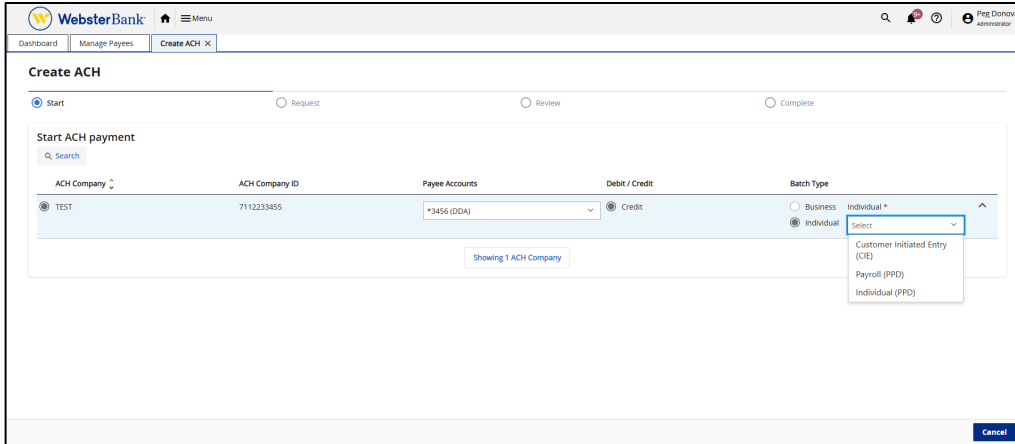 WebsterBank
Menu
9+
Peg Donov
Administrator
Dashboard
Manage Payees
Create ACH
Create ACH
Start
Request
Review
Complete
Start ACH payment
Search
ACH Company
ACH Company ID
Payee Accounts
Debit / Credit
Batch Type
TEST
7112233455
*3456 (DDA)
Credit
Business
Individual *
Individual
Select
Customer Initiated Entry
(CIE)
Payroll (PPD)
Individual (PPD)
Showing 1 ACH Company
Cancel